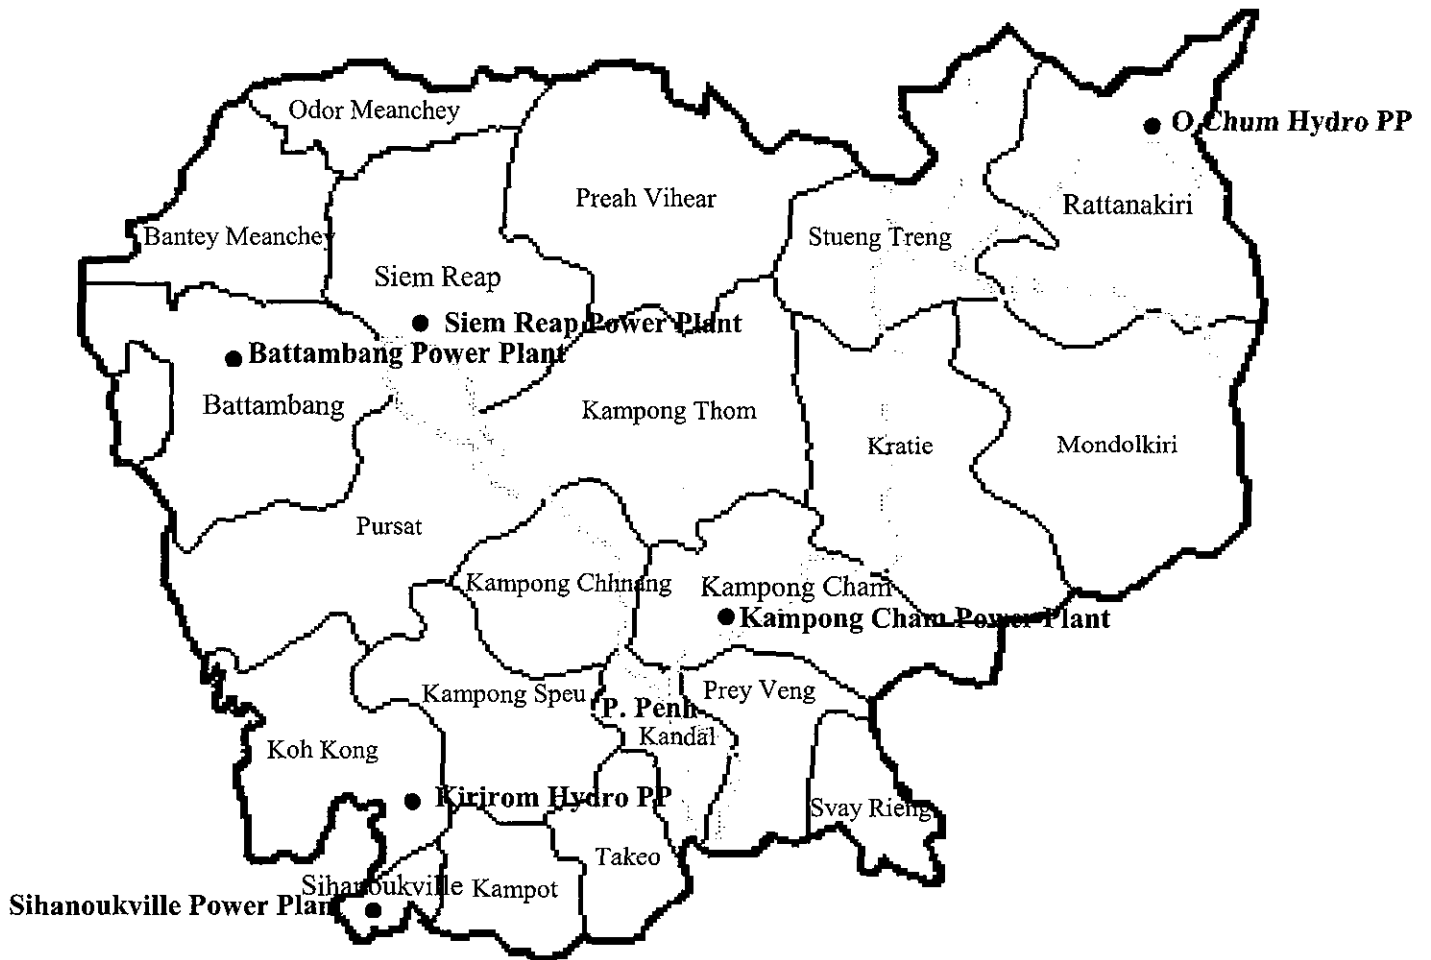 Odor Meanchey
O Chum Hydro PP
Preah Vihear
Rattanakiri
Bantey Meanchey
Stueng Treng
Siem Reap
Siem Reap Power Plant
Battambang Power Plant
Battambang
Kampong Thom
Kratie
Mondolkiri
Pursat
Kampong Chhnang
Kampong Cham
Kampong Cham Power Plant
Kampong Speu
Prey Veng
P. Penh
Kandal
Koh Kong
Kirirom Hydro PP
Svay Rieng
Takeo
Sihanoukville
Kampot
Sihanoukville Power Plan